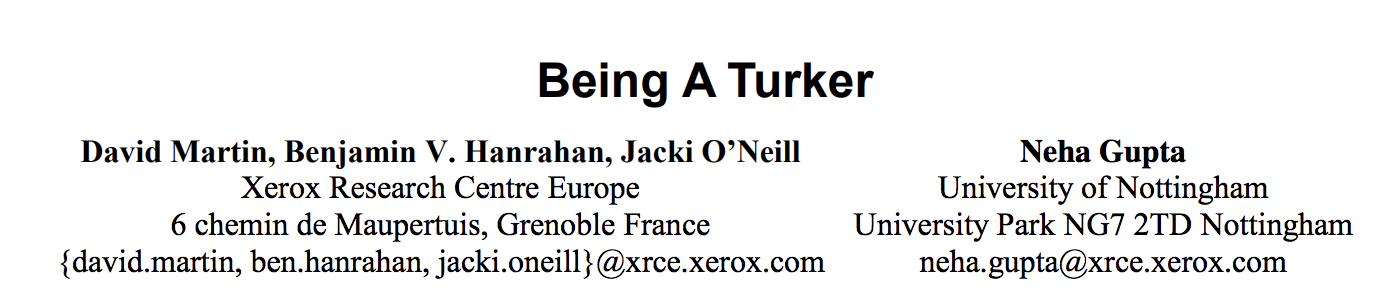 Being A Turker
David Martin, Benjamin V. Hanrahan, Jacki O’Neill
Xerox Research Centre Europe
6 chemin de Maupertuis, Grenoble France
{david.martin, ben.hanrahan, jacki.oneill}@xrce.xerox.com
Neha Gupta
University of Nottingham
University Park NG7 2TD Nottingham
neha.gupta@xrce.xerox.com